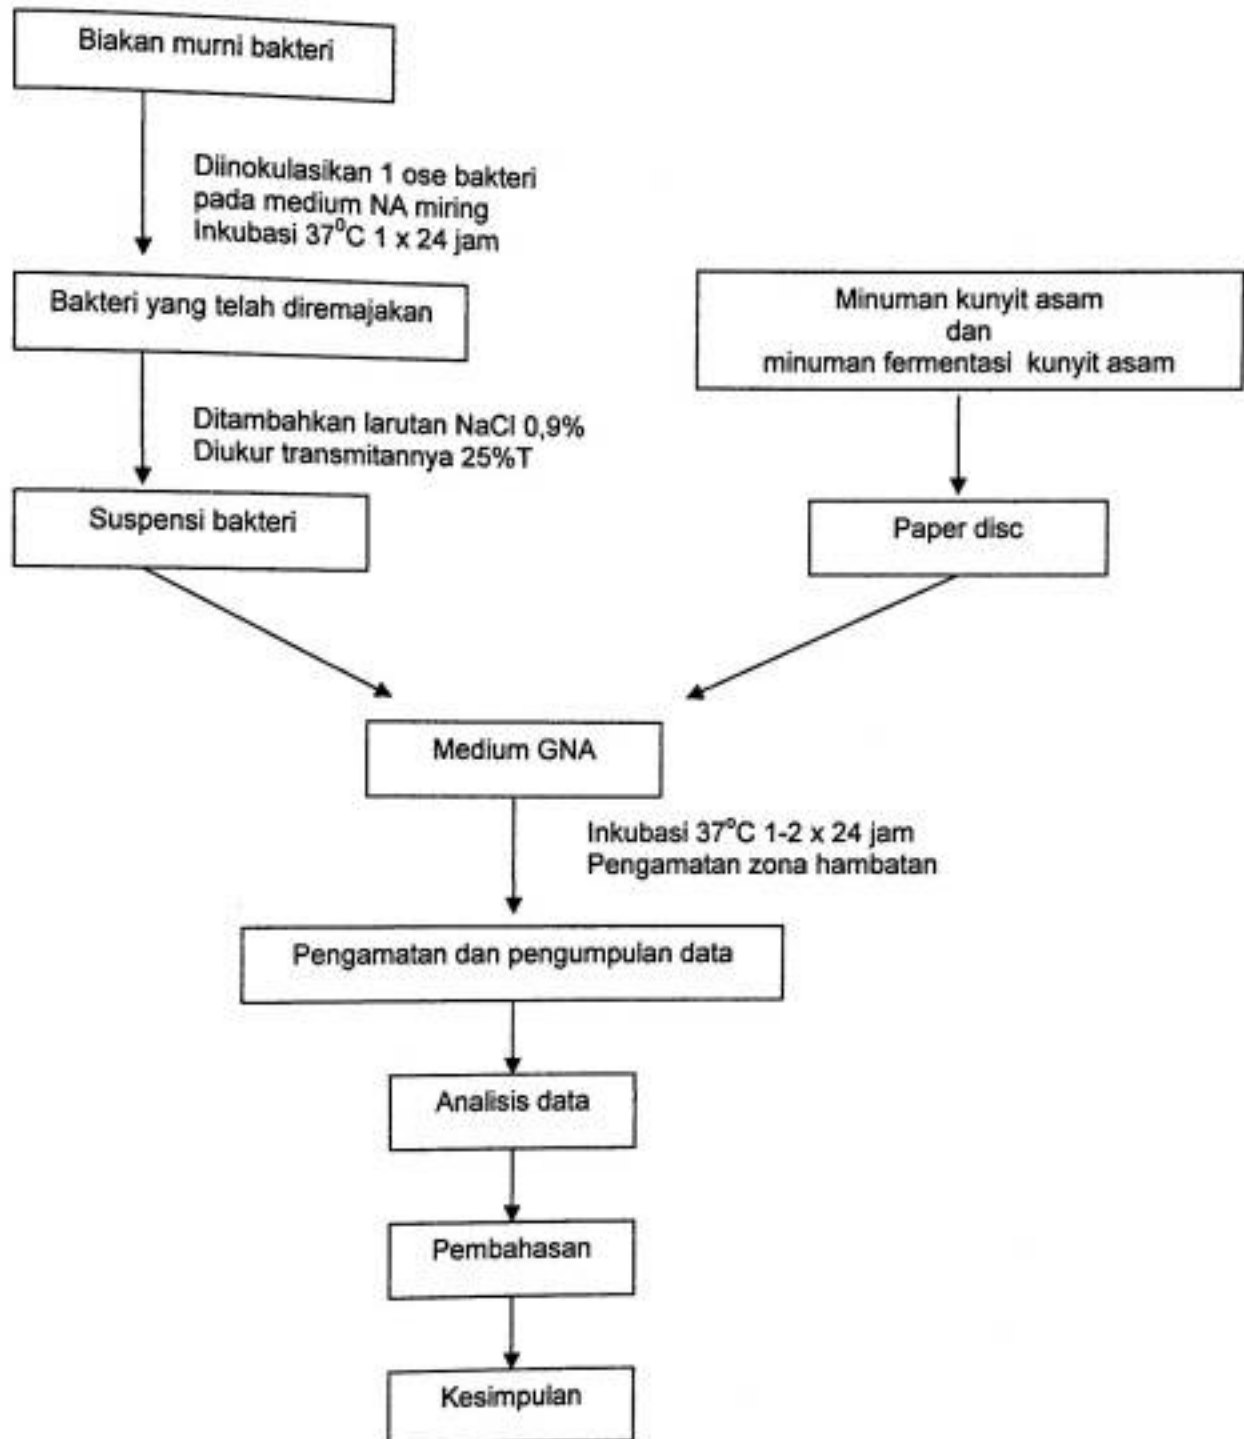 Biakan murni bakteri
Diinokulasikan 1 ose bakteri
pada medium NA miring
Inkubasi 37⁰C 1 x 24 jam
Bakteri yang telah diremajakan
Minuman kunyit asam
dan
minuman fermentasi kunyit asam
Ditambahkan larutan NaCl 0,9%
Diukur transmitannya 25%T
Suspensi bakteri
Paper disc
Medium GNA
Inkubasi 37°C 1-2 x 24 jam
Pengamatan zona hambatan
Pengamatan dan pengumpulan data
Analisis data
Pembahasan
Kesimpulan